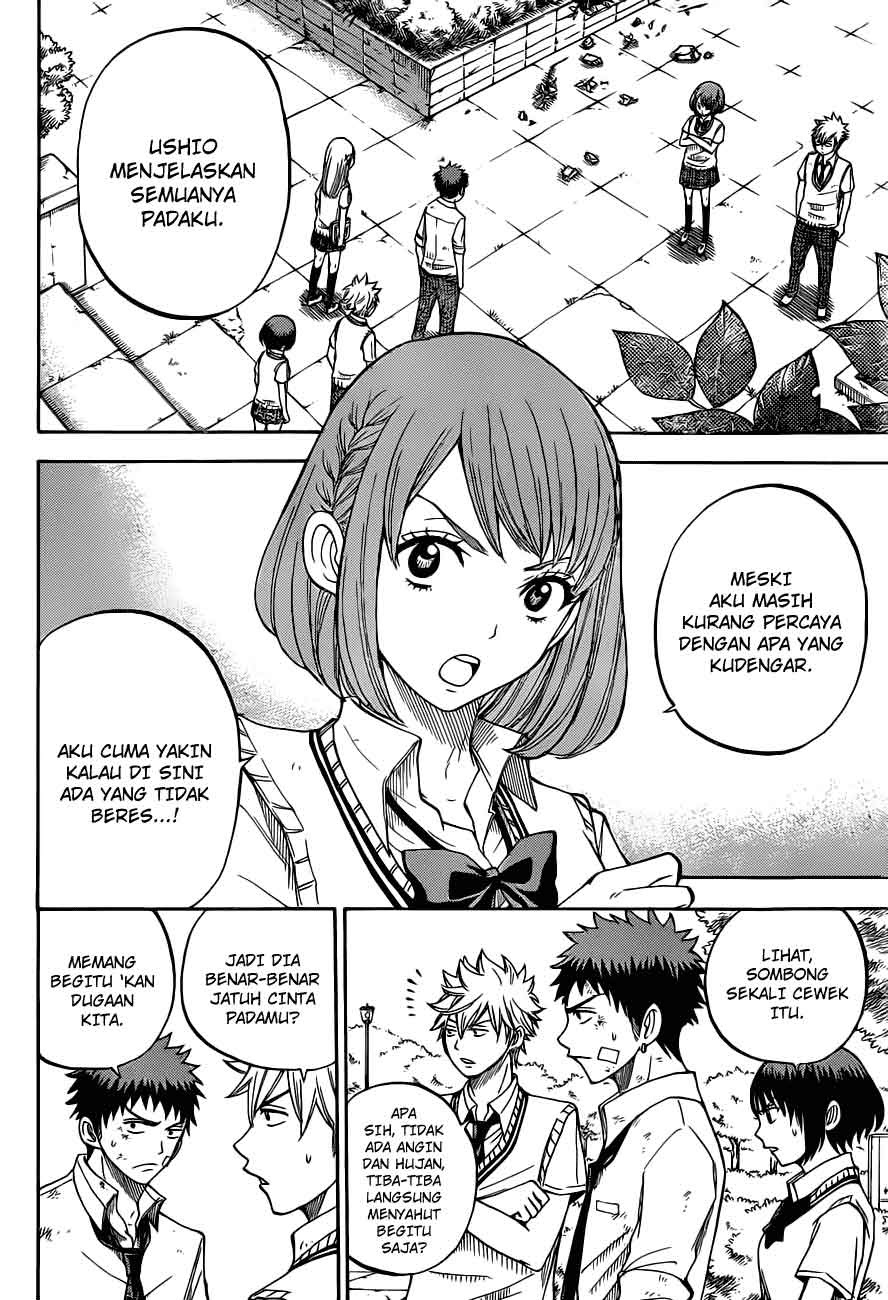 USHIO
MENJELASKAN
SEMUANYA
PADAKU.
MESKI
AKU MASIH
KURANG PERCAYA
DENGAN APA YANG
KUDENGAR.
AKU CUMA YAKIN
KALAU DI SINI
ADA YANG TIDAK
BERES...!
LIHAT,
SOMBONG
SEKALI CEWEK
ITU.
APA
SIH, TIDAK
ADA ANGIN
DAN HUJAN,
TIBA-TIBA
LANGSUNG
MENYAHUT
BEGITU
SAJA?
JADI DIA
BENAR-BENAR
JATUH CINTA
PADAMU?
MEMANG
BEGITU 'KAN
DUGAAN
KITA.